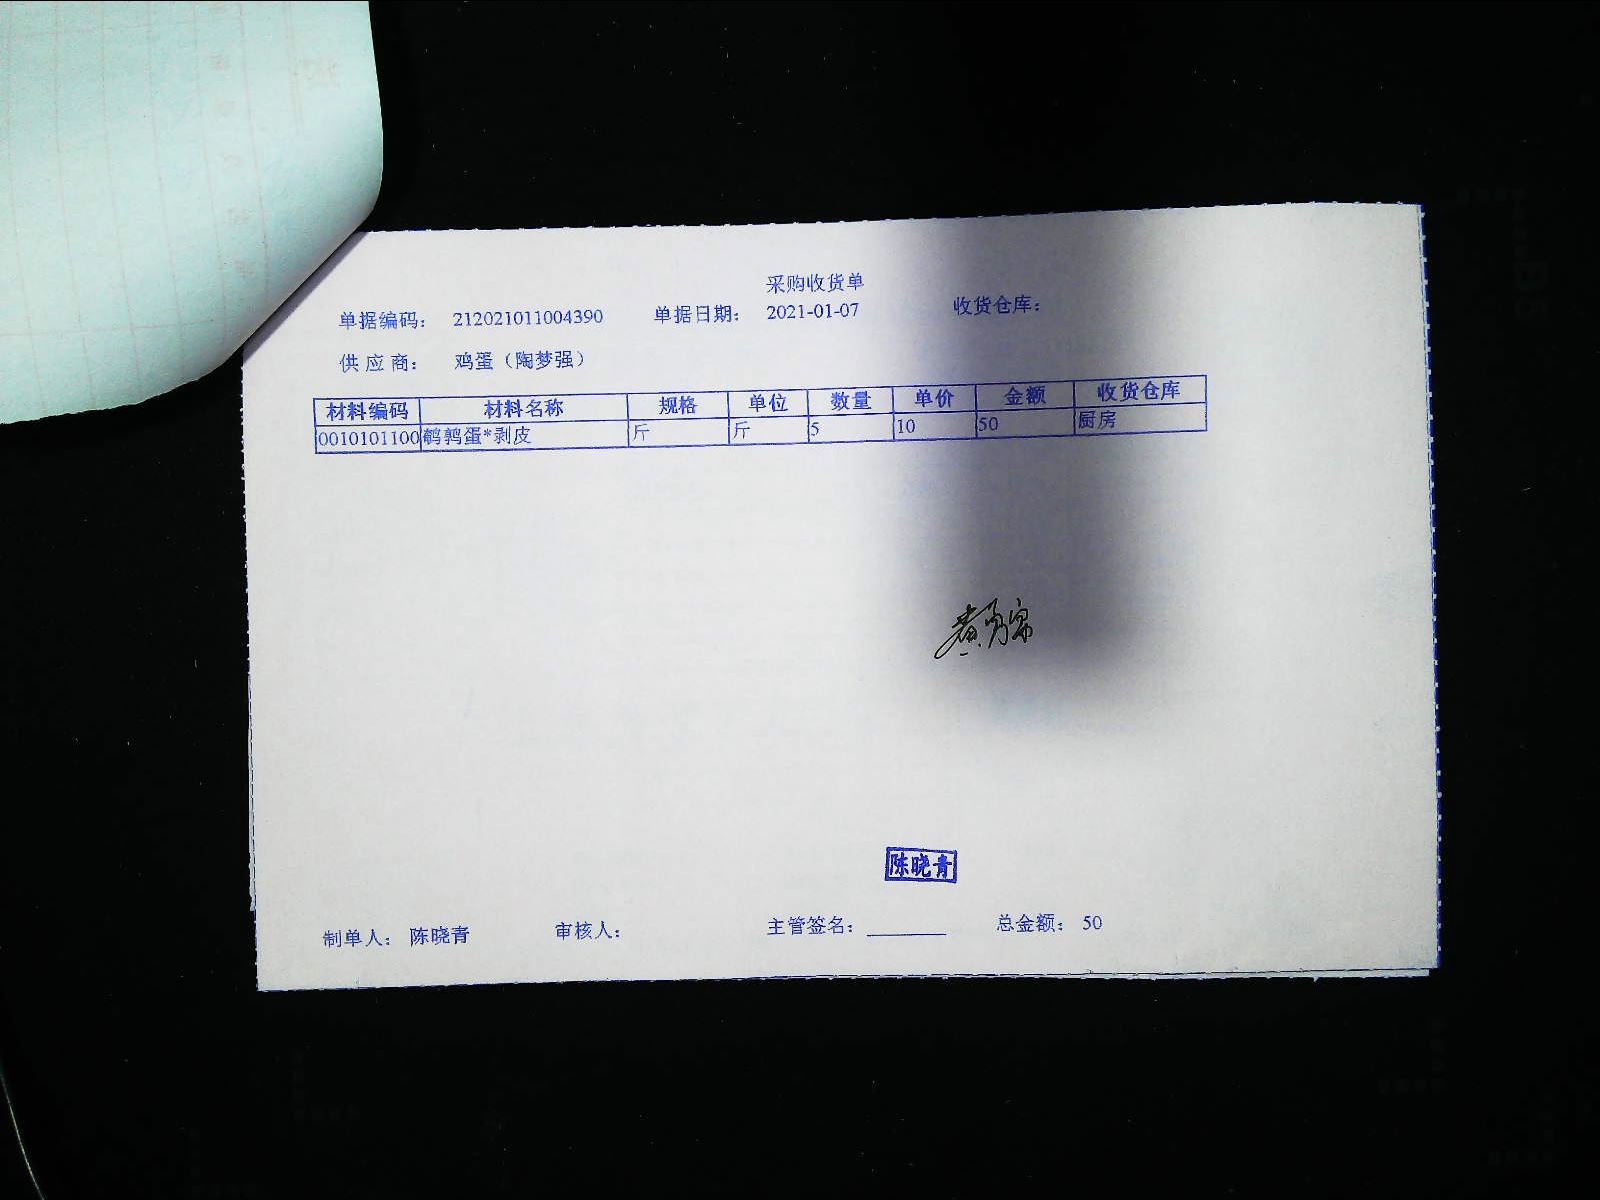 采购收货单
单据编码： 212021011004390 单据日期： 2021-01-07 收货仓库：
供应商： 鸡蛋（陶梦强）
材料编码 材料名称 规格 单位 数量 单价 金额 收货仓库
0010101100 鹌鹑蛋*剥皮 斤 斤 5 10 50 厨房
陈晓青
制单人： 陈晓青 审核人： 主管签名： ________ 总金额： 50